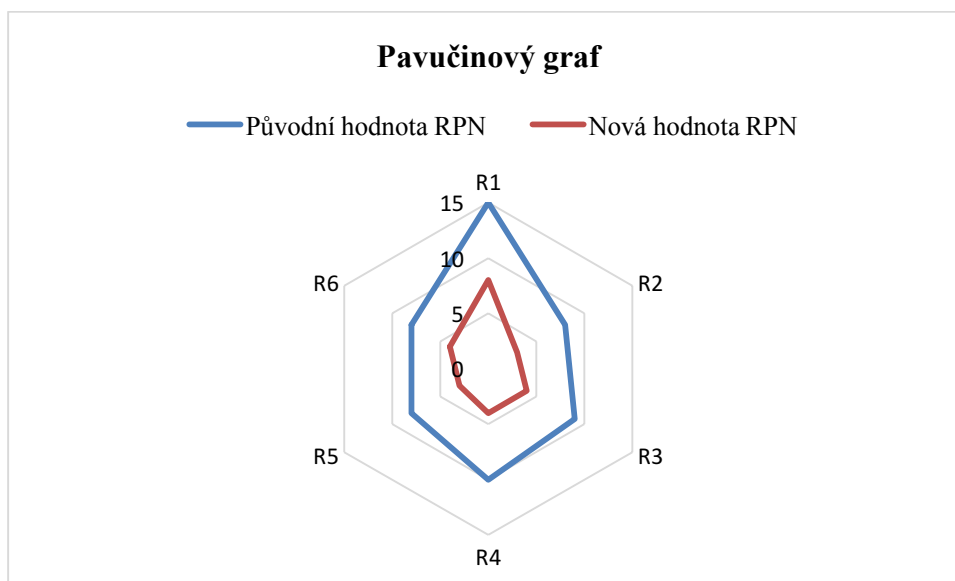 Pavučinový graf
Původní hodnota RPN
Nová hodnota RPN
R1
15
10
R6
R2
5
0
R5
R3
R4